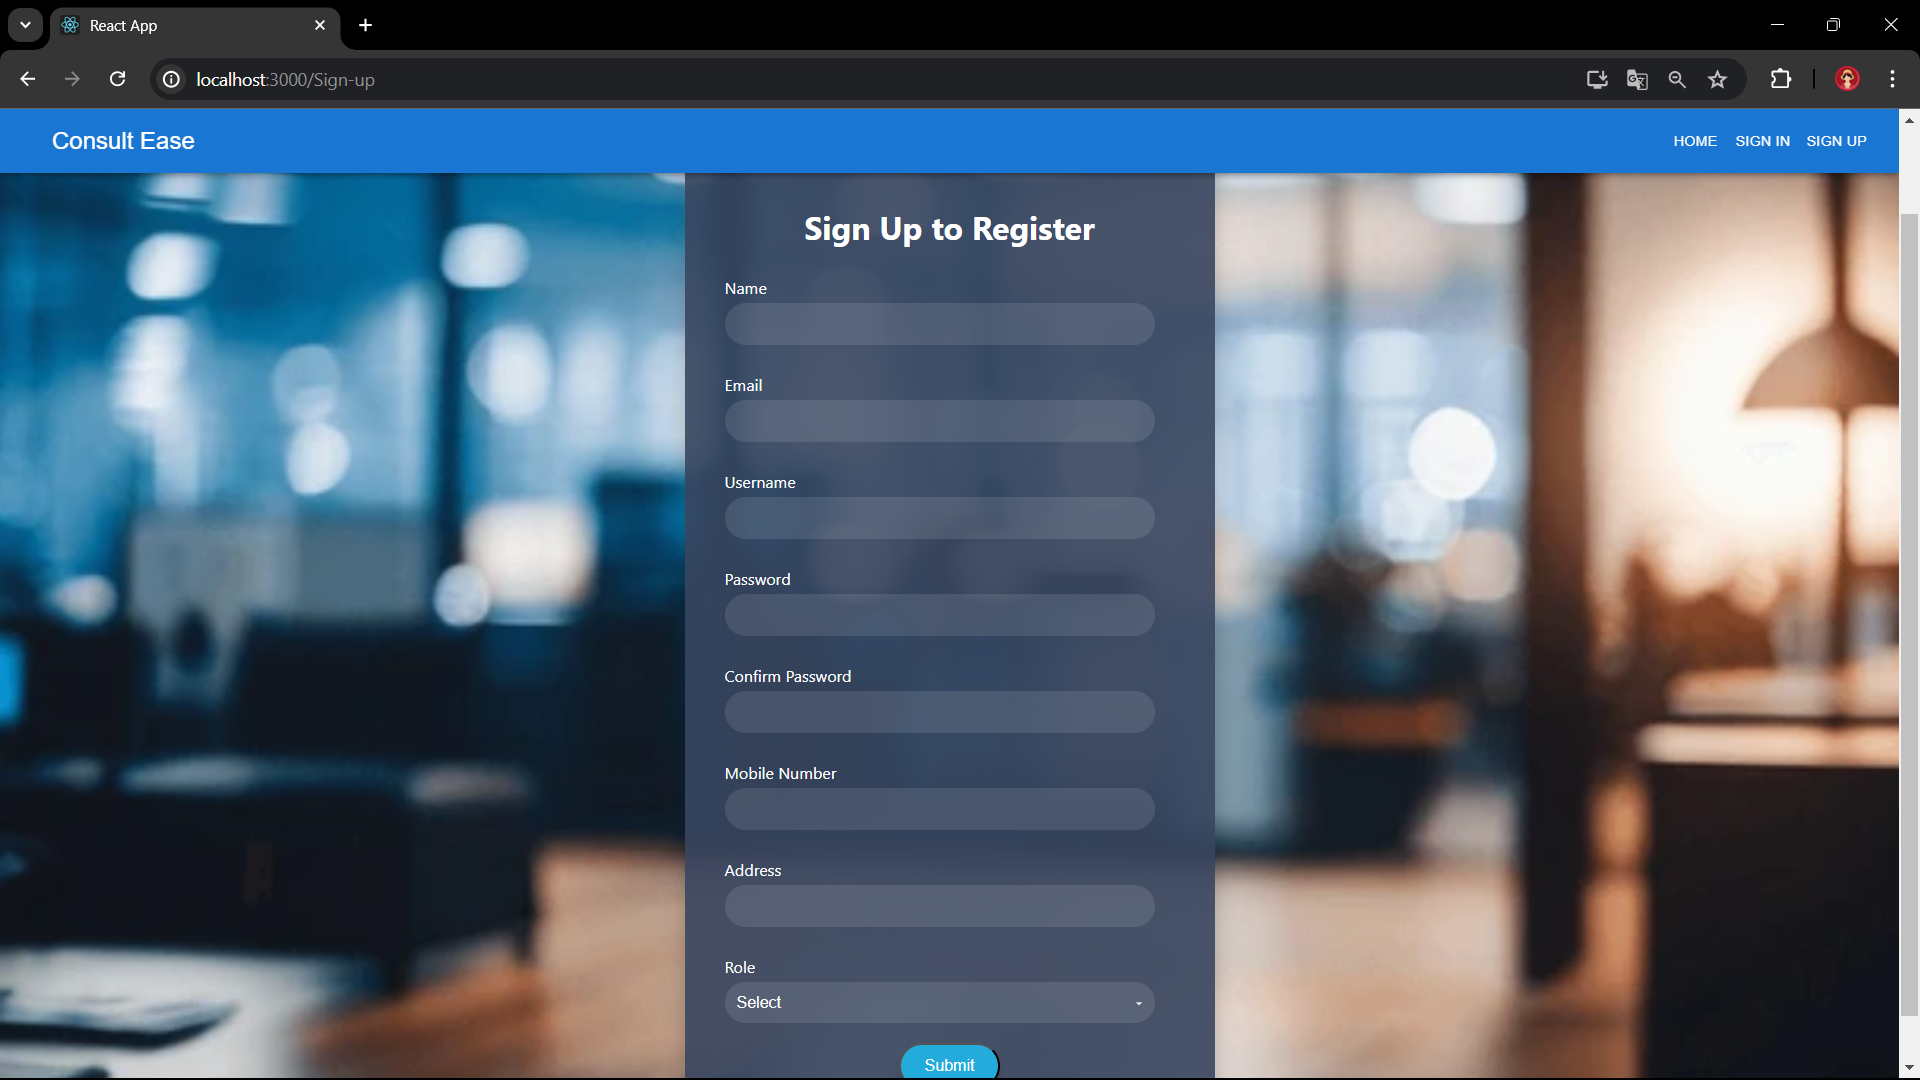 React App
localhost:3000/Sign-up
Consult Ease
HOME SIGN IN SIGN UP
Sign Up to Register
Name
Email
Username
Password
Confirm Password
Mobile Number
Address
Role
Select
Submit